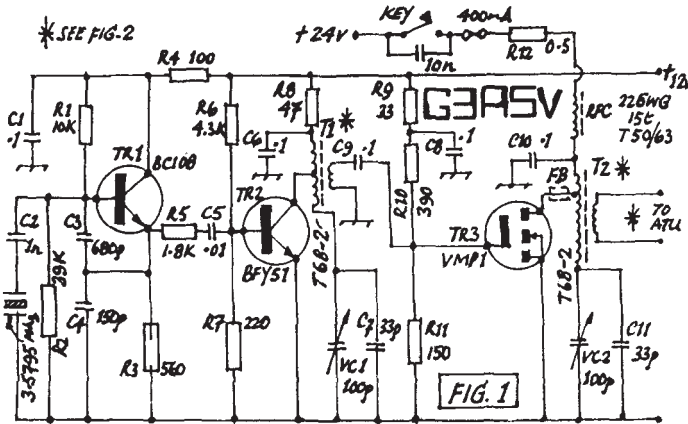 * SEE FIG-2
KEY
400mA
+24v
10n
R12
0.5
R4 100
+12v
C1
.1
R1
10K
R6
4.3K
R8
47
R9
33
G3A5V
RFC
22SWG
15t
T50/63
TR1
BC108
C6
.1
T1 *
C9 .1
C8
.1
C10 .1
T2 *
FB
R10
390
TR2
BFY51
TR3
VMP1
* TO
ATU
C2
1n
C3
680p
R5
1.8K
C5
.01
T68-2
T68-2
39K
R2
C4
150p
3.5795 MHz
R3
560
R7
220
VC1
100p
C7 33p
R11
150
VC2
100p
C11
33p
FIG. 1